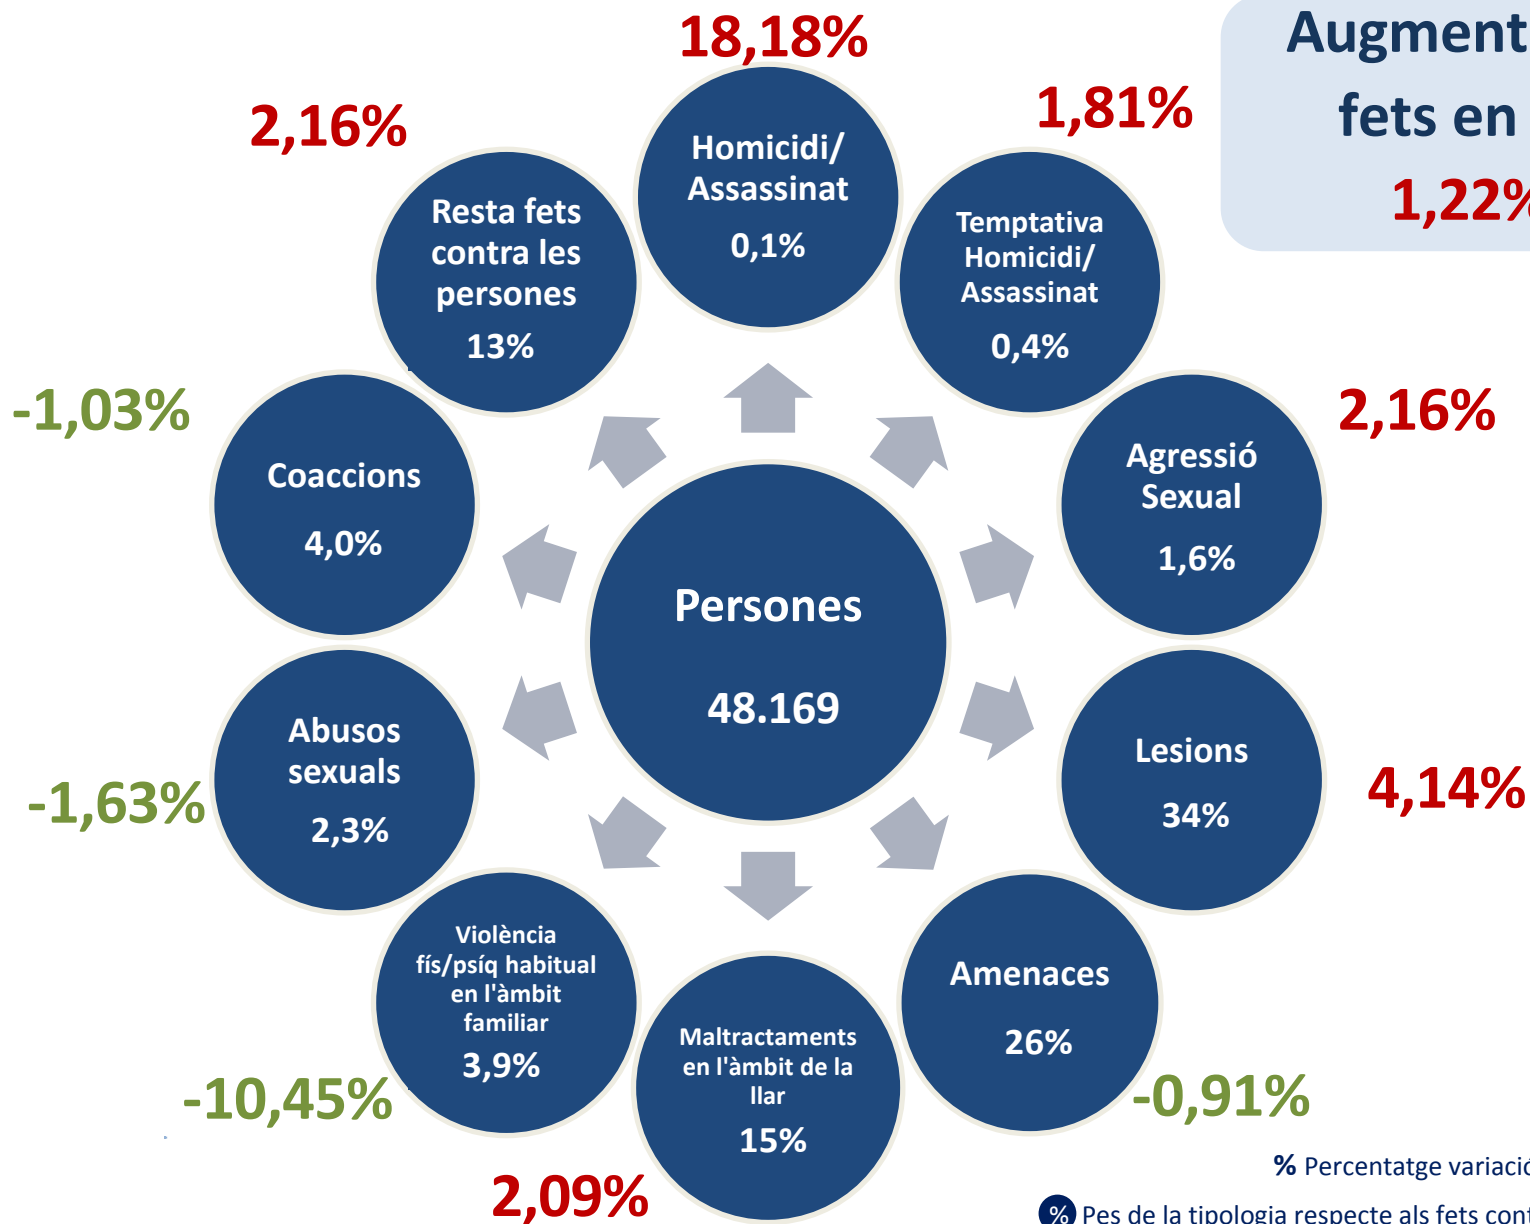 18,18%
Augment
fets en
1,22%
2,16%
1,81%
Homicidi/
Assassinat
0,1%
Resta fets
contra les
persones
13%
Temptativa
Homicidi/
Assassinat
0,4%
-1,03%
2,16%
Coaccions
4,0%
Agressió
Sexual
1,6%
Persones
48.169
Abusos
sexuals
2,3%
-1,63%
Lesions
34%
4,14%
Violència
fís/psíq habitual
en l'àmbit
familiar
3,9%
-10,45%
Amenaces
26%
-0,91%
Maltractaments
en l'àmbit de la
llar
15%
2,09%
% Percentatge variació
% Pes de la tipologia respecte als fets cont